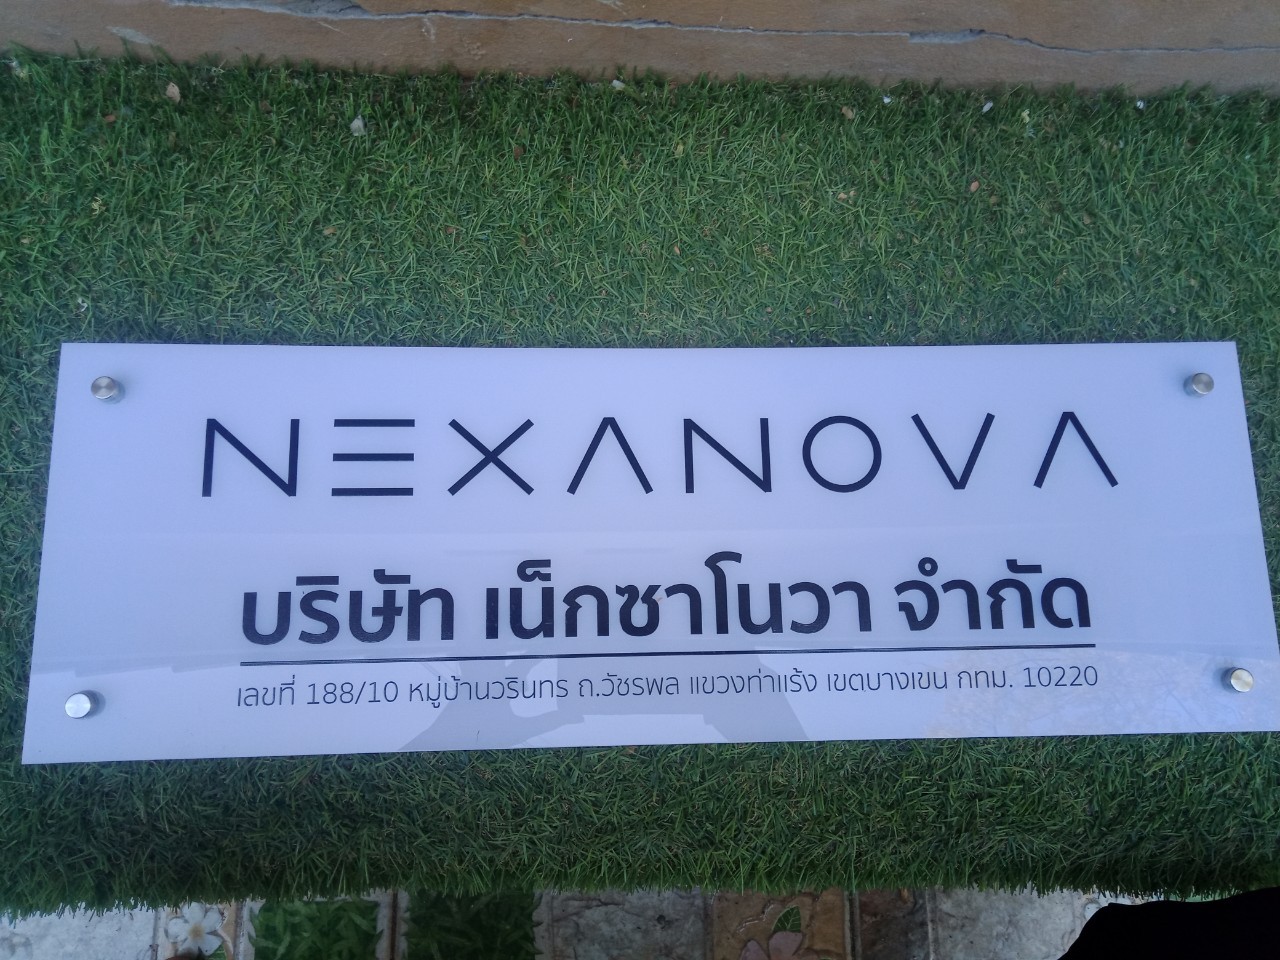 NEXANOVA
บริษัท เน็กซาโนวา จำกัด
เลขที่ 188/10 หมู่บ้านวรินทร ถ.วัชรพล แขวงท่าแร้ง เขตบางเขน กทม. 10220